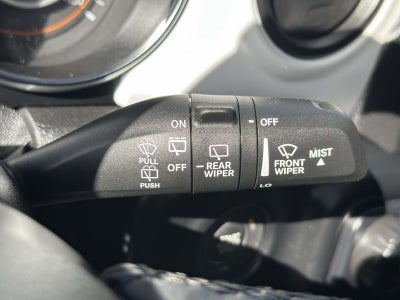 ON
OFF
PULL
OFF
REAR
WIPER
FRONT
WIPER
MIST
PUSH
LO